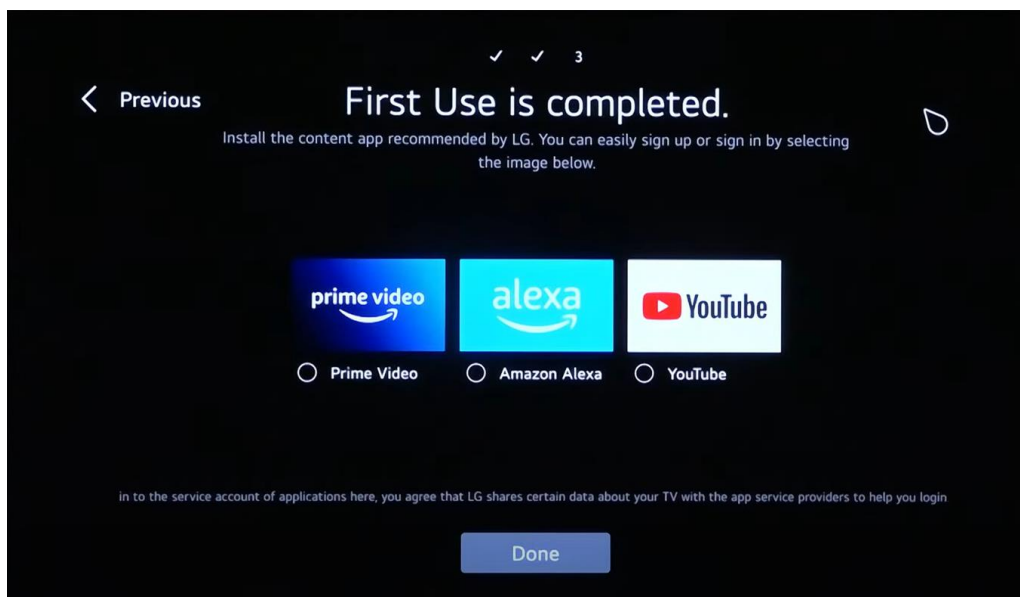 3
Previous
First Use is completed.
Install the content app recommended by LG. You can easily sign up or sign in by selecting
the image below.
prime video
alexa
YouTube
Prime Video
Amazon Alexa
YouTube
in to the service account of applications here, you agree that LG shares certain data about your TV with the app service providers to help you login
Done